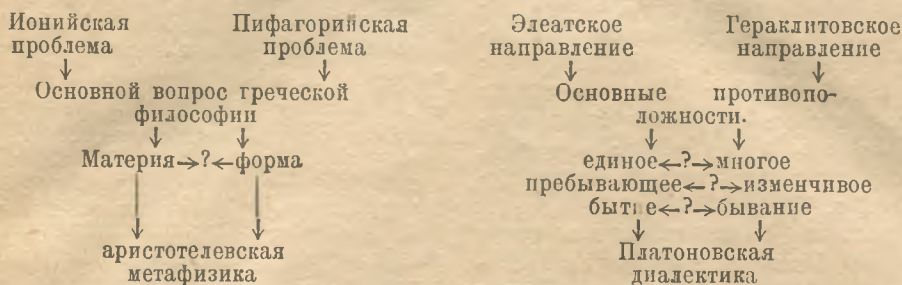 Ионийская проблема
Пифагорийская проблема
Основной вопрос греческой
философии
Материя→?←форма
аристотелевская
метафизика
Элеатское направление
Гераклитовское направление
Основные противопо-
ложности.
единое←?→многое
пребывающее←?→изменчивое
бытие←?→бывание
Платоновская
диалектика